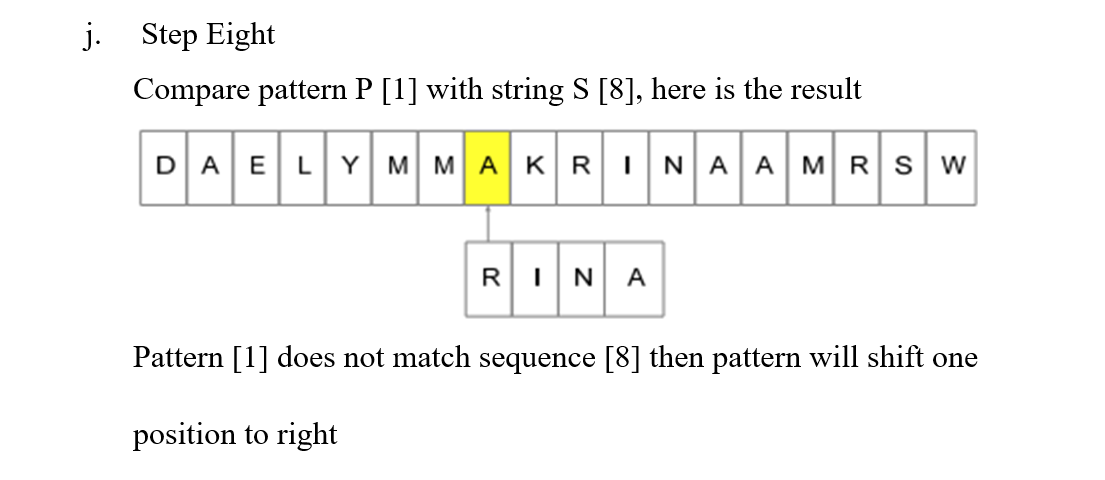 j. Step Eight
Compare pattern P [1] with string S [8], here is the result
D A E L Y M M A K R I N A A M R S W
R I N A
Pattern [1] does not match sequence [8] then pattern will shift one
position to right